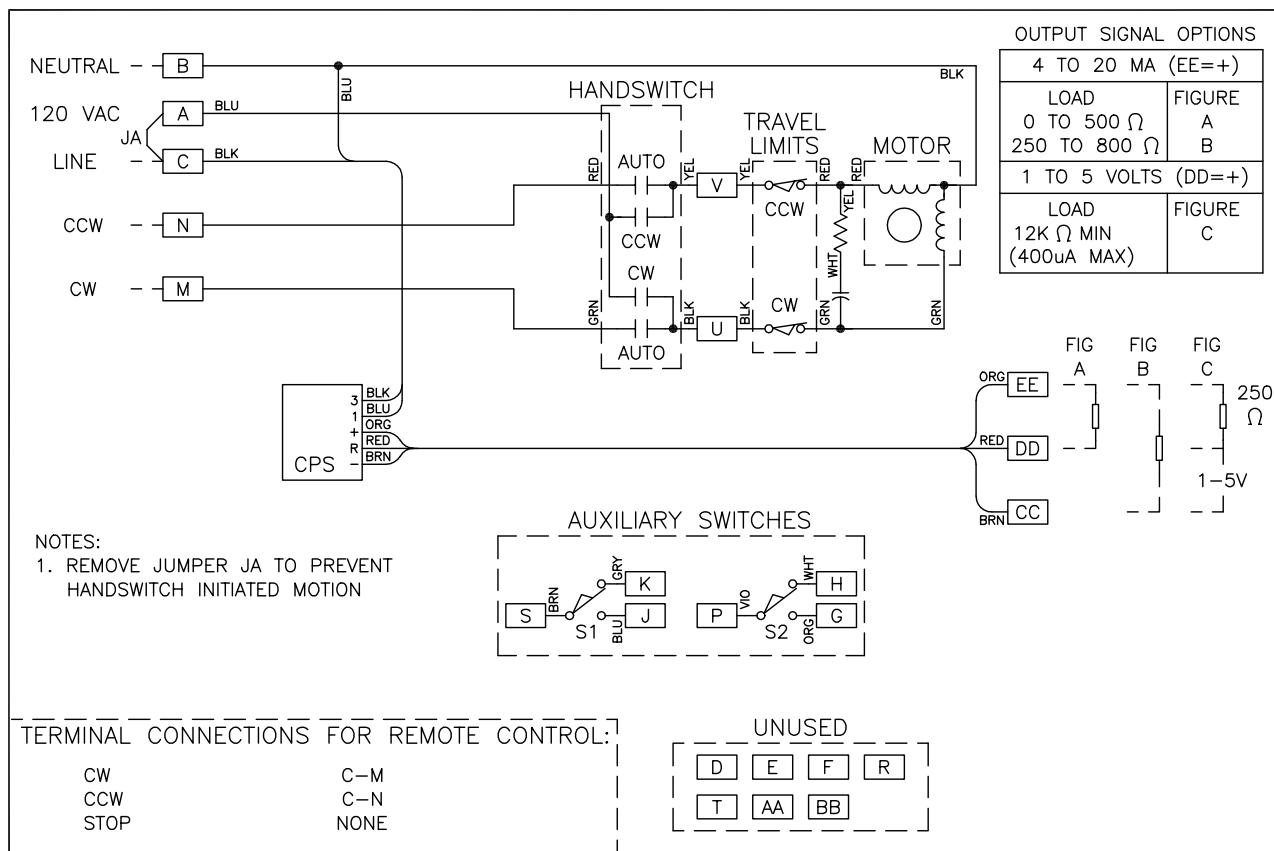 OUTPUT SIGNAL OPTIONS
4 TO 20 MA (EE=+)
LOAD FIGURE
0 TO 500 Ω A
250 TO 800 Ω B
1 TO 5 VOLTS (DD=+)
LOAD FIGURE
12K Ω MIN C
(400uA MAX)
NEUTRAL B
BLU
BLK
120 VAC A BLU
JA
LINE C BLK
CCW N
CW M
HANDSWITCH
RED AUTO YEL
CCW
CW
GRN AUTO BLK
V
U
TRAVEL
LIMITS
YEL CCW RED
BLK CW GRN
YEL
WHT
MOTOR
RED
GRN
CPS
3 BLK
1 BLU
+ ORG
R RED
- BRN
ORG EE
RED DD
BRN CC
FIG FIG FIG
A B C
250
Ω
1-5V
NOTES:
1. REMOVE JUMPER JA TO PREVENT
HANDSWITCH INITIATED MOTION
AUXILIARY SWITCHES
S BRN S1 GRY K
BLU J
P VIO S2 WHT H
ORG G
TERMINAL CONNECTIONS FOR REMOTE CONTROL:
CW C-M
CCW C-N
STOP NONE
UNUSED
D E F R
T AA BB